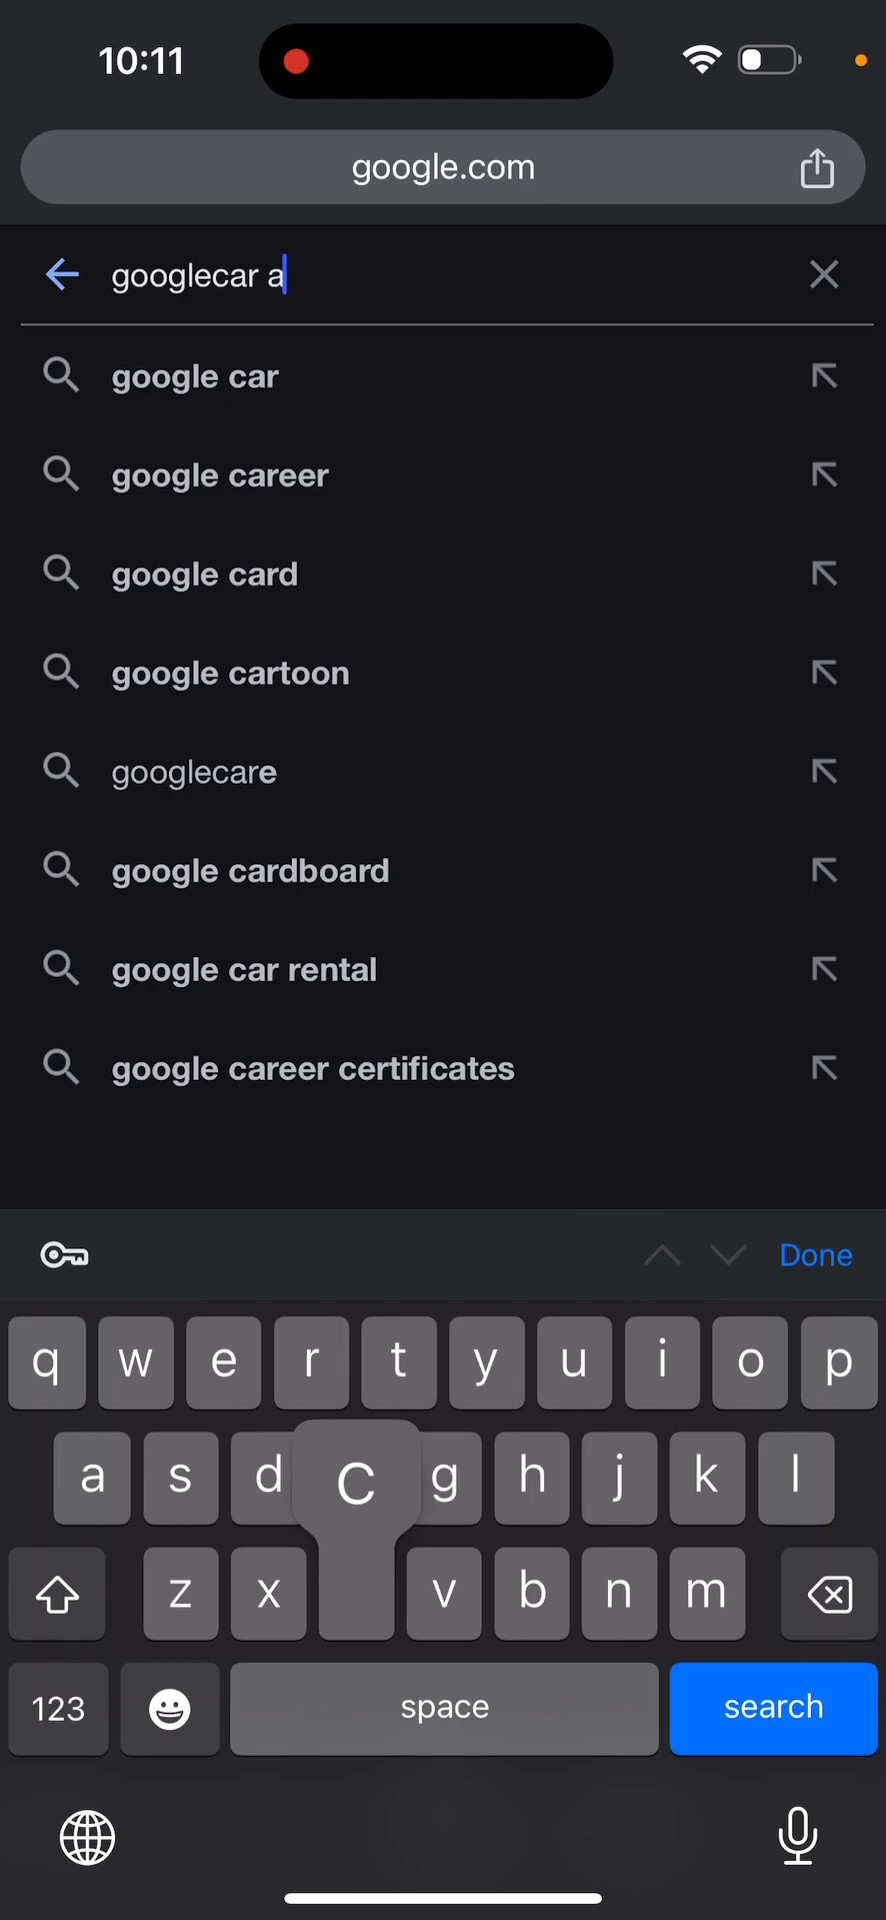 10:11
google.com
googlecar a
google car
google career
google card
google cartoon
googlecare
google cardboard
google car rental
google career certificates
Done
q w e r t y u i o p
a s d C g h j k l
z x v b n m
123 space search